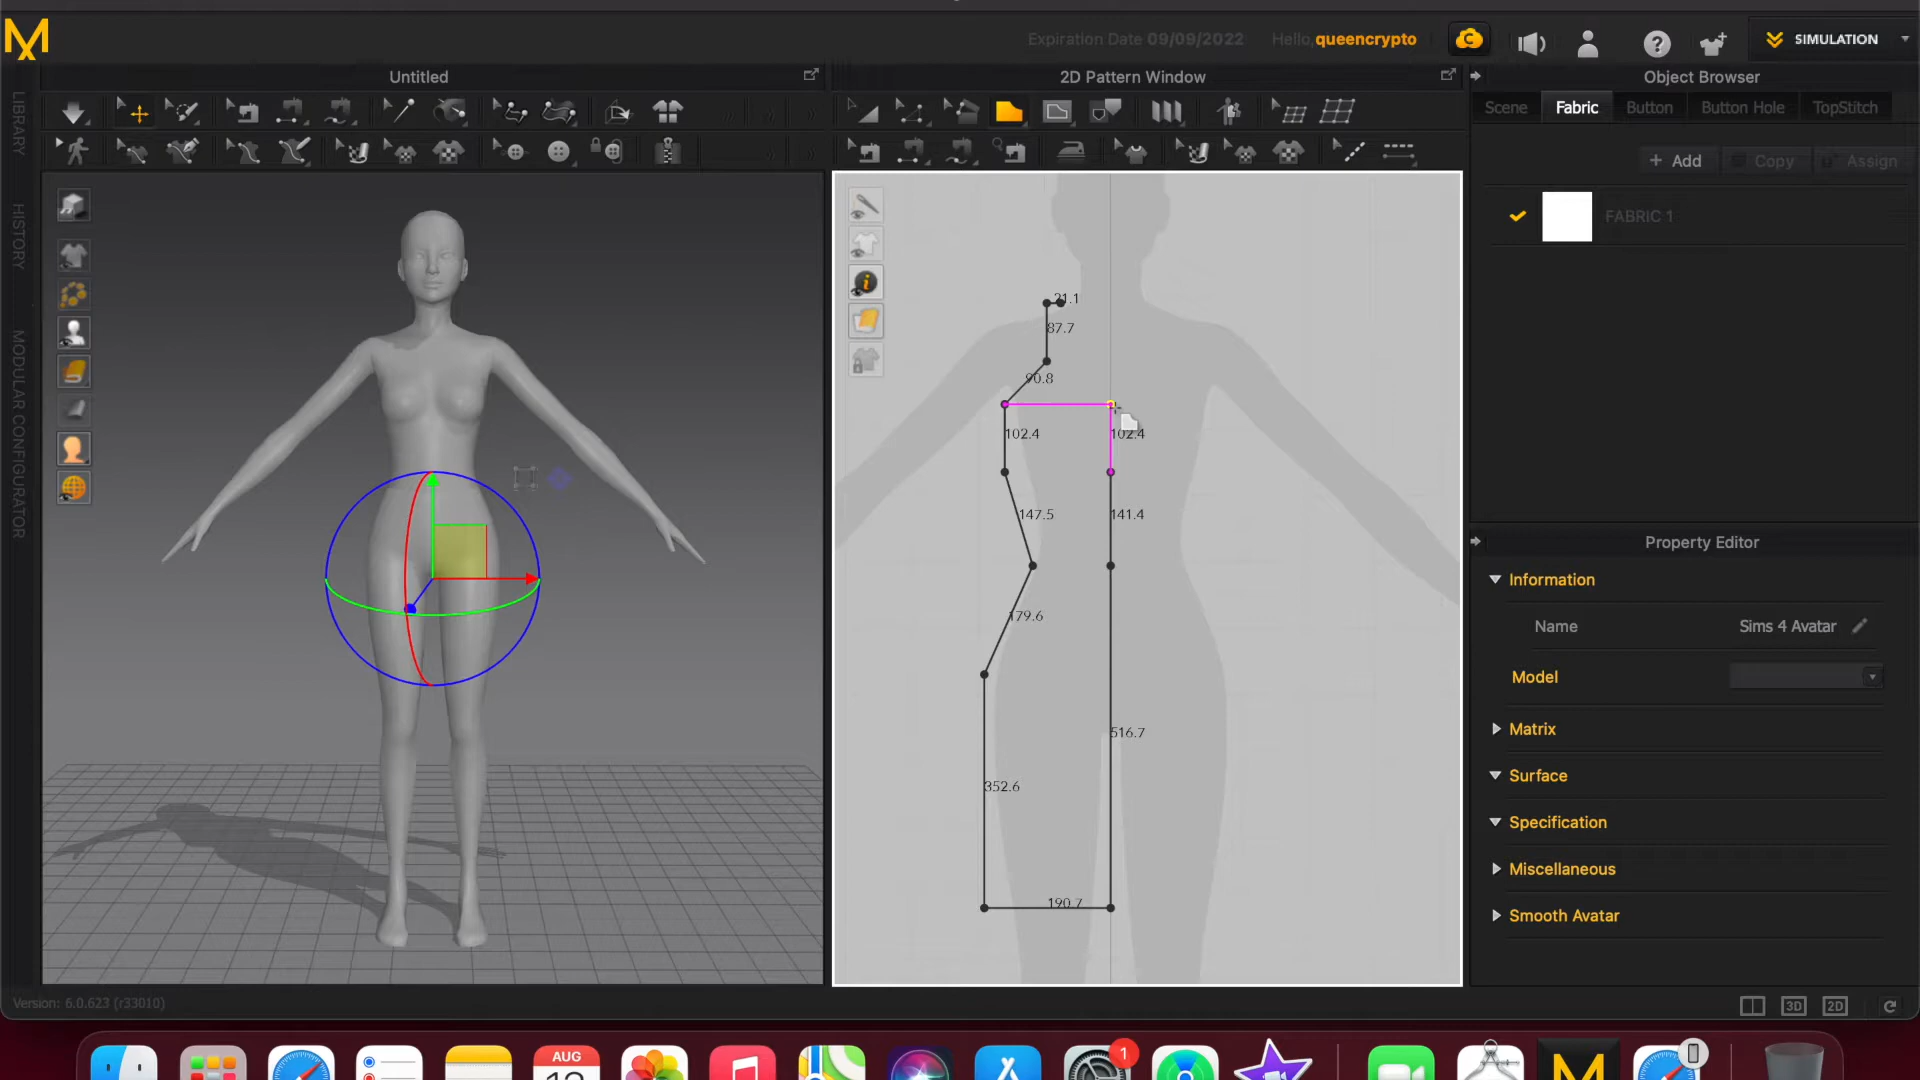 Expiration Date 09/09/2022 Hello, queencrypto
SIMULATION
Untitled
2D Pattern Window
Object Browser
Scene Fabric Button Button Hole TopStitch
+ Add Copy Assign
FABRIC 1
LIBRARY
HISTORY
MODULAR CONFIGURATOR
21.1
87.7
90.8
102.4 102.4
147.5 141.4
179.6
516.7
352.6
190.7
Property Editor
Information
Name Sims 4 Avatar
Model
Matrix
Surface
Specification
Miscellaneous
Smooth Avatar
Version: 6.0.623 (r33010)
3D 2D
AUG
1